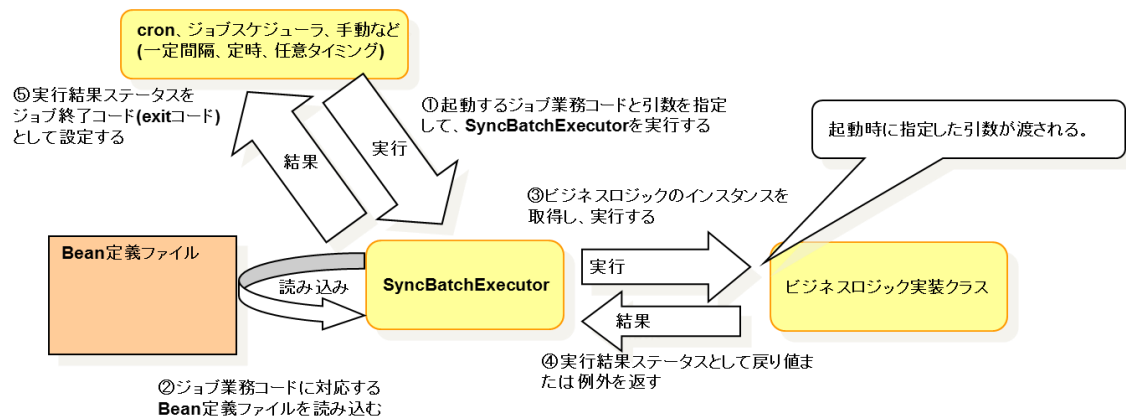 cron、ジョブスケジューラ、手動など
(一定間隔、定時、任意タイミング)
⑤実行結果ステータスを
ジョブ終了コード(exitコード)
として設定する
①起動するジョブ業務コードと引数を指定
して、SyncBatchExecutorを実行する
起動時に指定した引数が渡される。
結果
実行
③ビジネスロジックのインスタンスを
取得し、実行する
Bean定義ファイル
読み込み
SyncBatchExecutor
実行
結果
ビジネスロジック実装クラス
④実行結果ステータスとして戻り値ま
たは例外を返す
②ジョブ業務コードに対応する
Bean定義ファイルを読み込む